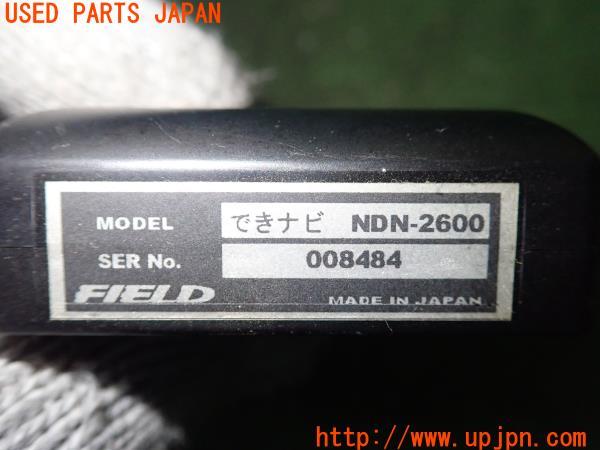 USED PARTS JAPAN
MODEL できナビ NDN-2600
SER No. 008484
FIELD MADE IN JAPAN
http://www.upjpn.com/